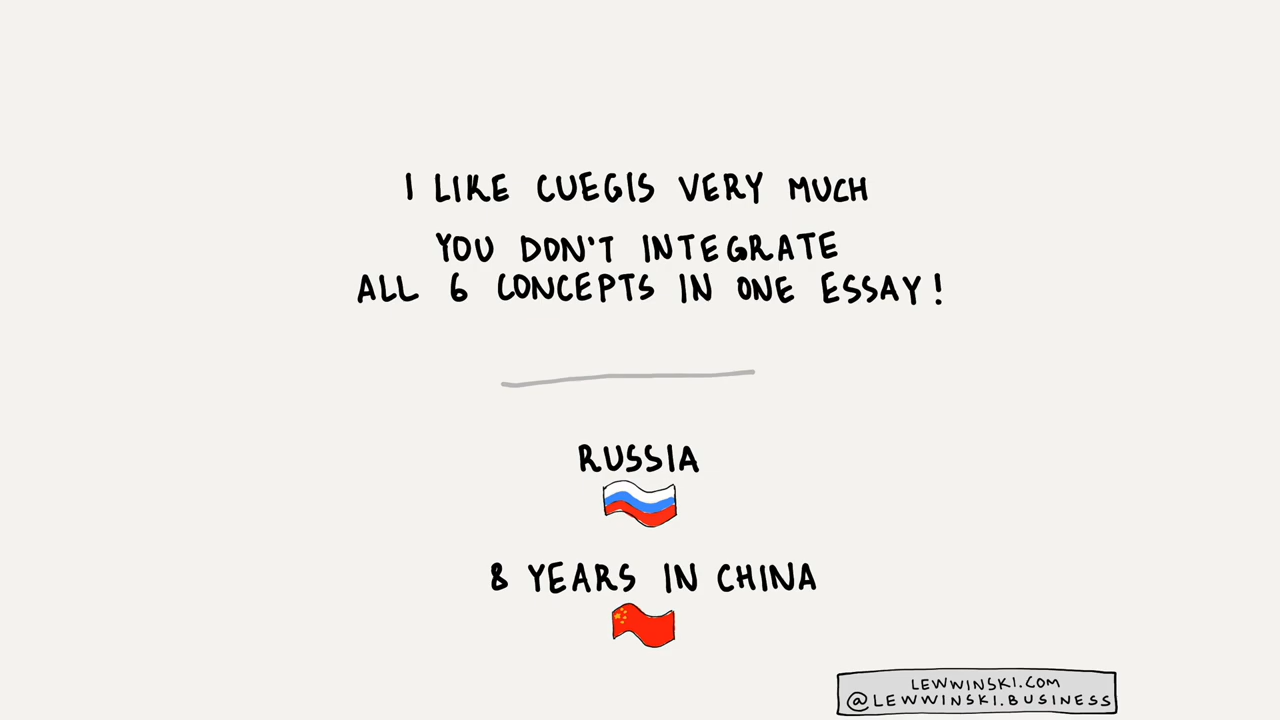 I LIKE CUEGIS VERY MUCH
YOU DON'T INTEGRATE
ALL 6 CONCEPTS IN ONE ESSAY!
RUSSIA
8 YEARS IN CHINA
LEWWINSKI.COM
@LEWWINSKI.BUSINESS